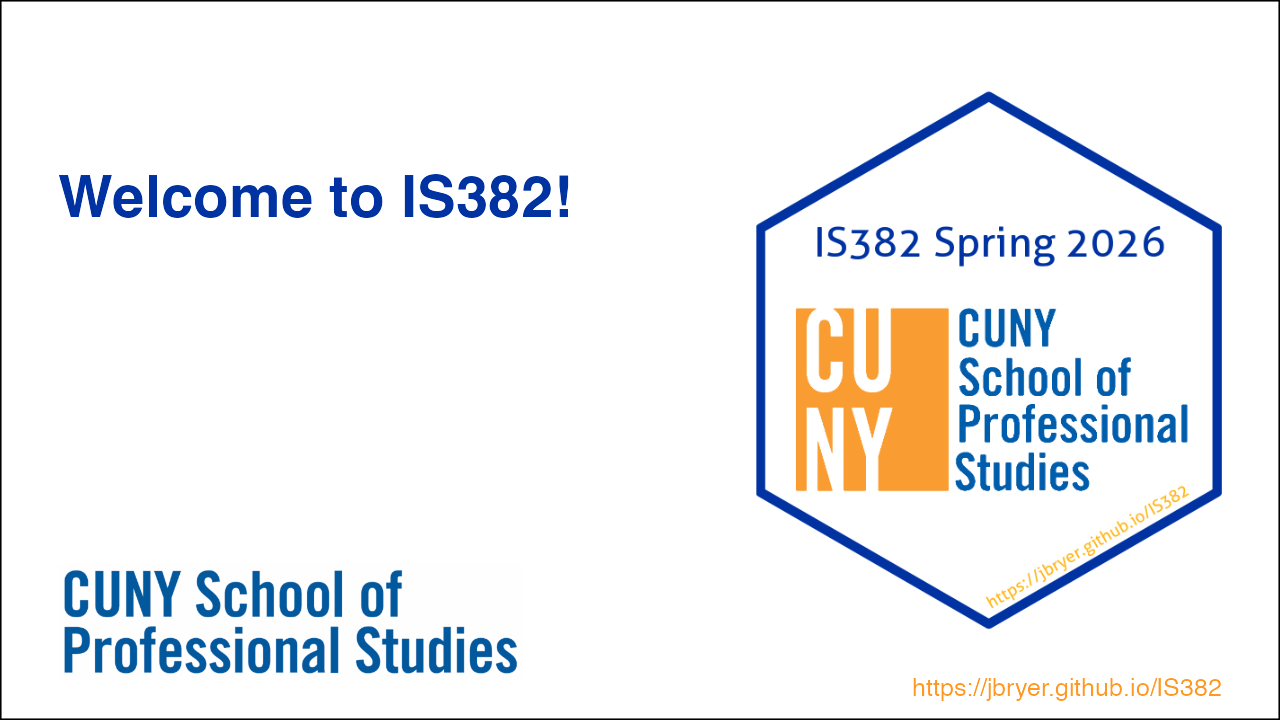 Welcome to IS382!
IS382 Spring 2026
CU
NY
CUNY
School of
Professional
Studies
https://jbryer.github.io/IS382
CUNY School of
Professional Studies
https://jbryer.github.io/IS382